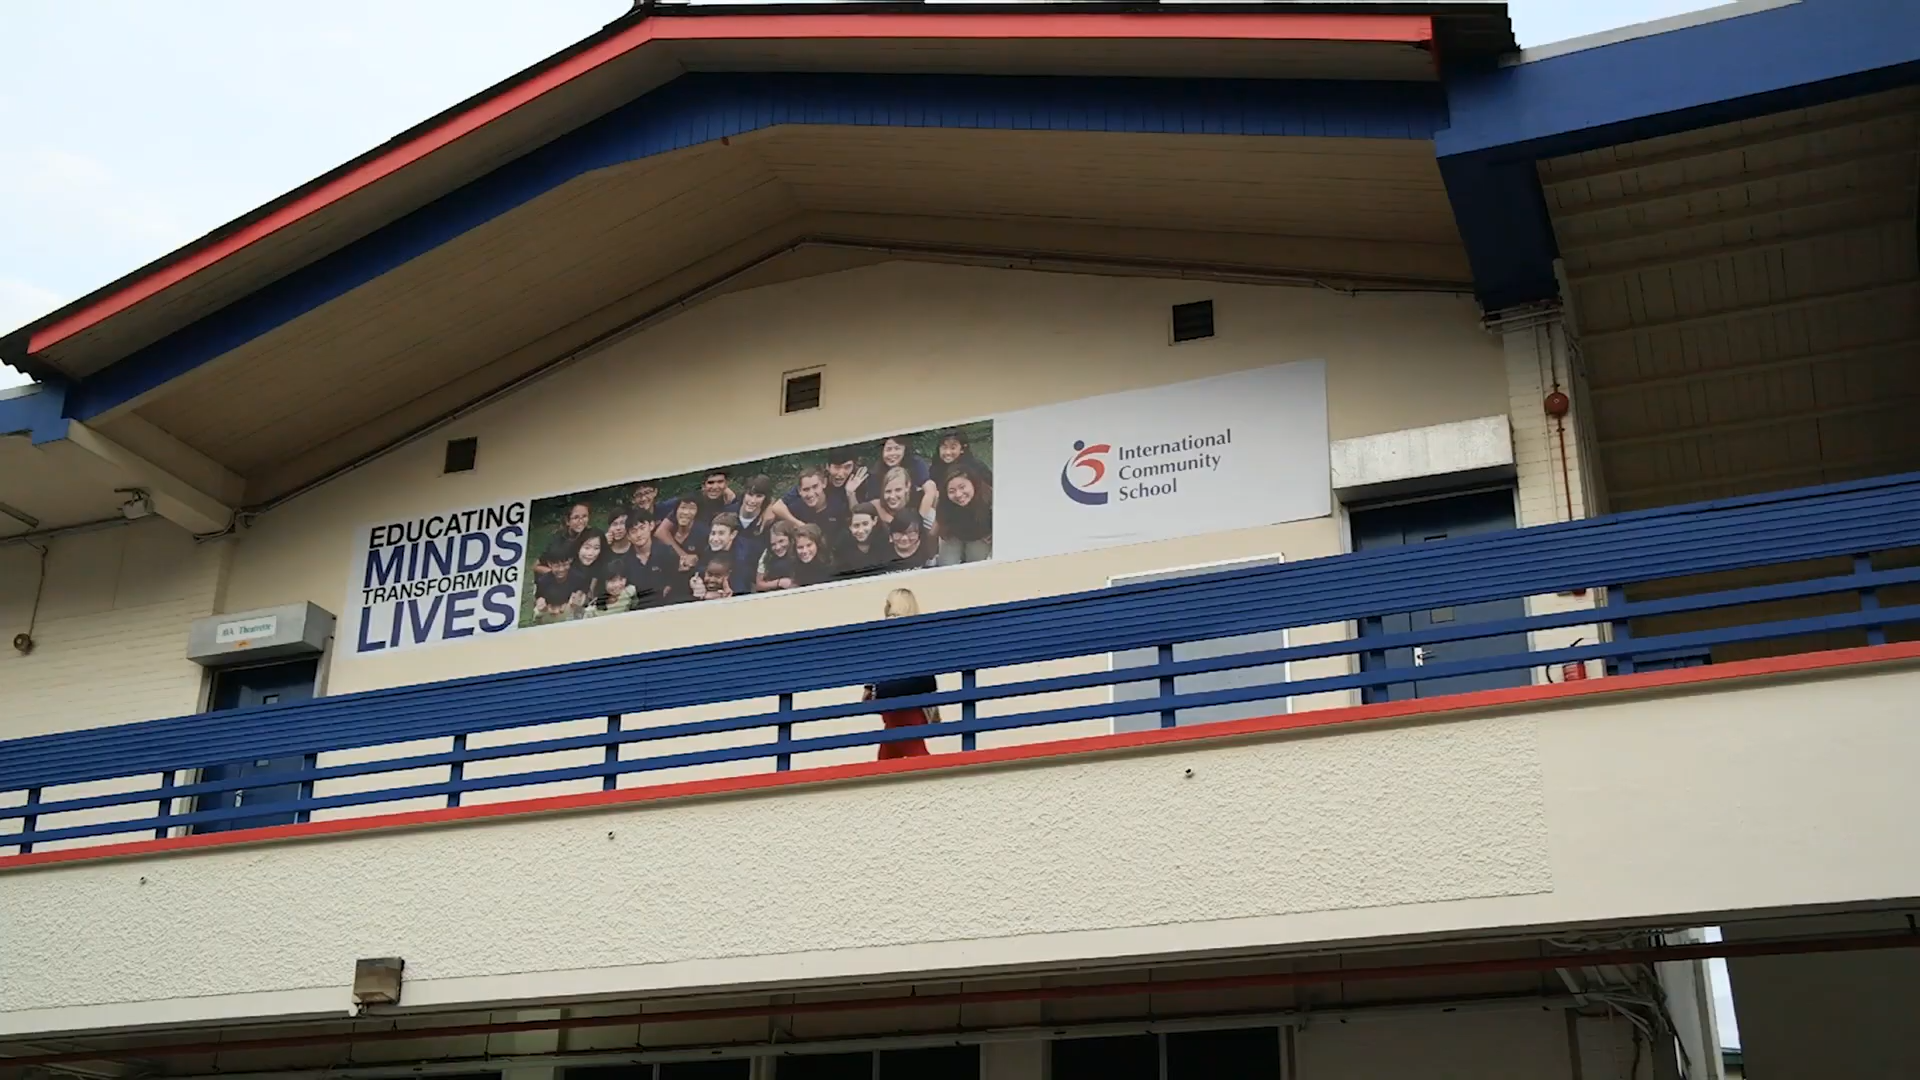 EDUCATING
MINDS
TRANSFORMING
LIVES
International
Community
School